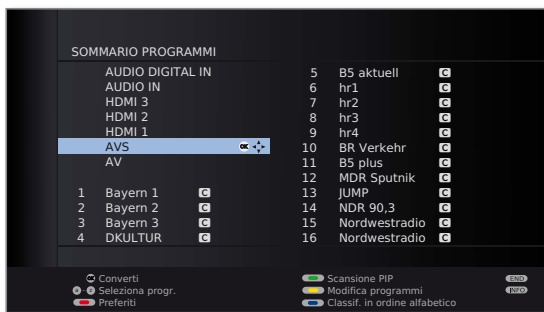 SOMMARIO PROGRAMMI
AUDIO DIGITAL IN
AUDIO IN
HDMI 3
HDMI 2
HDMI 1
AVS OK
AV
1 Bayern 1 C
2 Bayern 2 C
3 Bayern 3 C
4 DKULTUR C
5 B5 aktuell C
6 hr1 C
7 hr2 C
8 hr3 C
9 hr4 C
10 BR Verkehr C
11 B5 plus C
12 MDR Sputnik C
13 JUMP C
14 NDR 90,3 C
15 Nordwestradio C
16 Nordwestradio C
OK Converti
Seleziona progr.
Preferiti
Scansione PIP
Modifica programmi
Classif. in ordine alfabetico
END
INFO